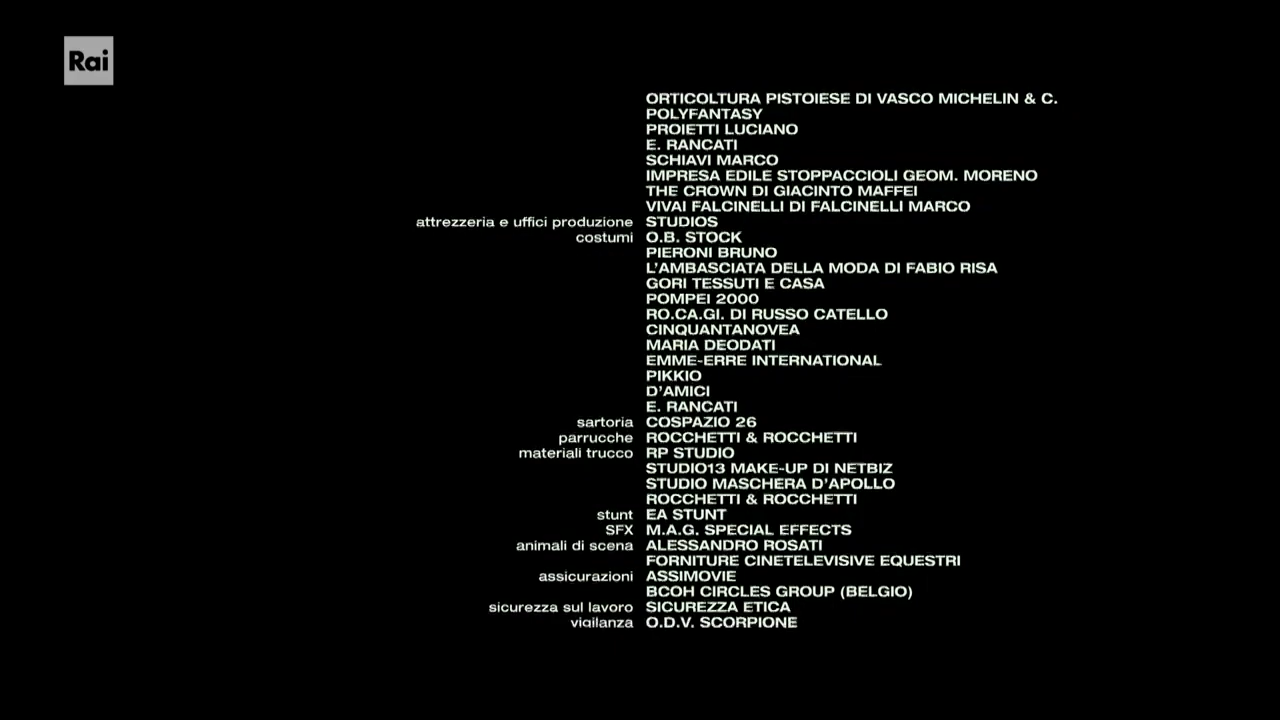 Rai
ORTICOLTURA PISTOIESE DI VASCO MICHELIN & C.
POLYFANTASY
PROIETTI LUCIANO
E. RANCATI
SCHIAVI MARCO
IMPRESA EDILE STOPPACCIOLI GEOM. MORENO
THE CROWN DI GIACINTO MAFFEI
VIVAI FALCINELLI DI FALCINELLI MARCO
attrezzeria e uffici produzione STUDIOS
costumi O.B. STOCK
PIERONI BRUNO
L'AMBASCIATA DELLA MODA DI FABIO RISA
GORI TESSUTI E CASA
POMPEI 2000
RO.CA.GI. DI RUSSO CATELLO
CINQUANTANOVEA
MARIA DEODATI
EMME-ERRE INTERNATIONAL
PIKKIO
D'AMICI
E. RANCATI
sartoria COSPAZIO 26
parrucche ROCCHETTI & ROCCHETTI
materiali trucco RP STUDIO
STUDIO13 MAKE-UP DI NETBIZ
STUDIO MASCHERA D'APOLLO
ROCCHETTI & ROCCHETTI
stunt EA STUNT
SFX M.A.G. SPECIAL EFFECTS
animali di scena ALESSANDRO ROSATI
FORNITURE CINETELEVISIVE EQUESTRI
assicurazioni ASSIMOVIE
BCOH CIRCLES GROUP (BELGIO)
sicurezza sul lavoro SICUREZZA ETICA
vigilanza O.D.V. SCORPIONE